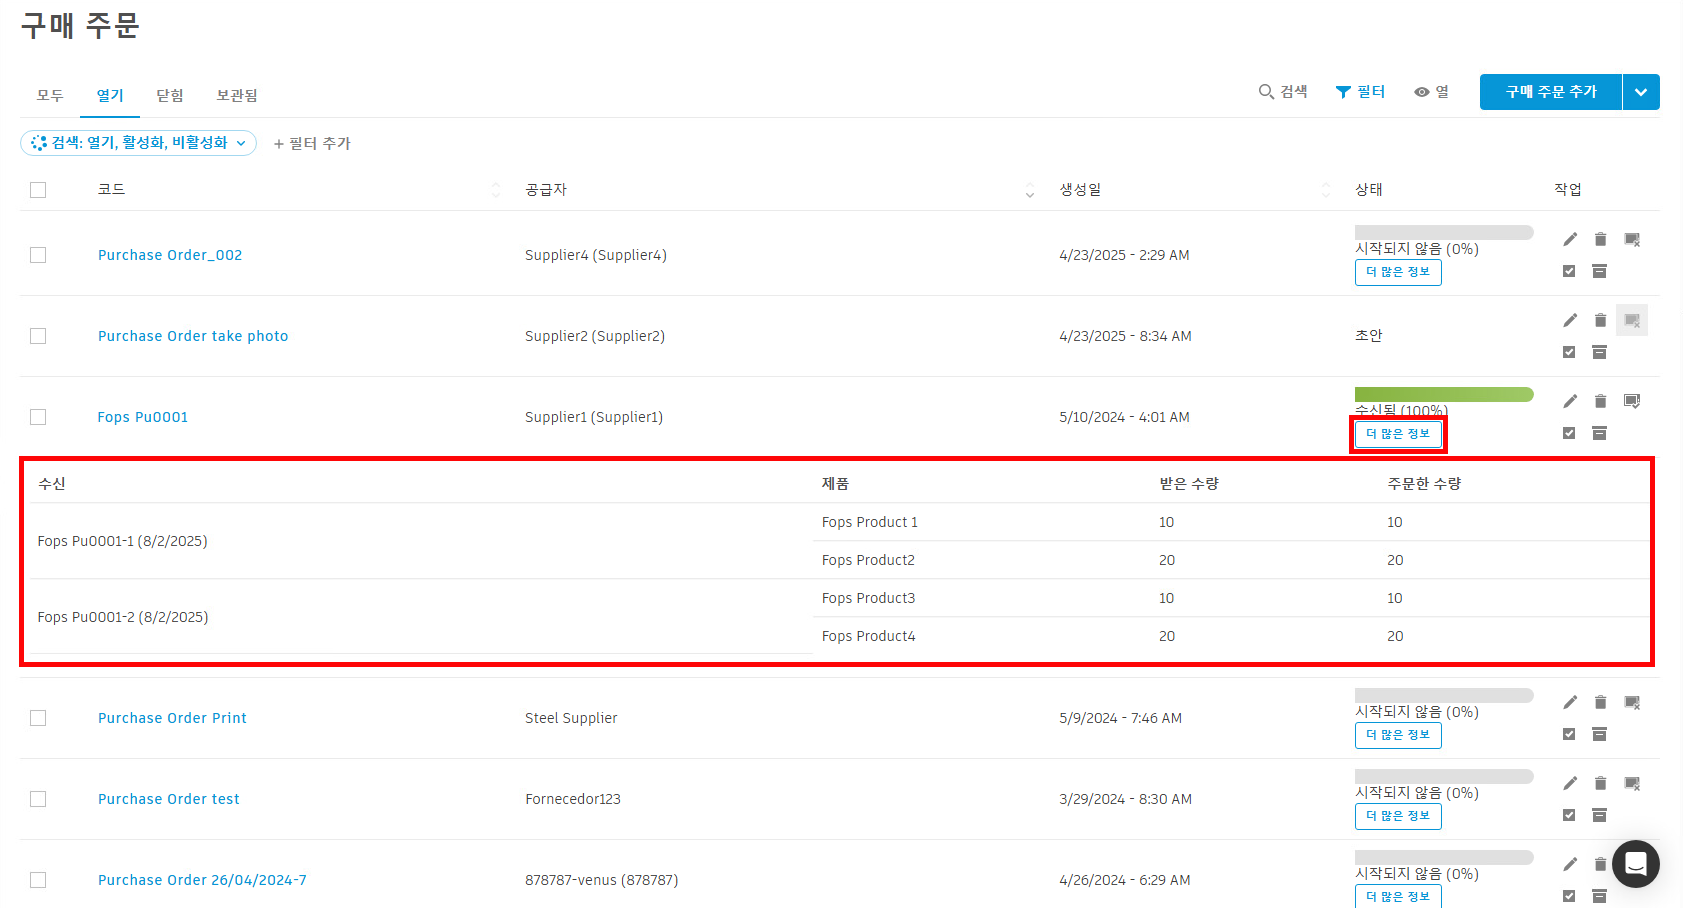 구매 주문
모두 열기 닫힘 보관됨
검색 필터 열 구매 주문 추가
검색: 열기, 활성화, 비활성화 + 필터 추가
코드 공급자 생성일 상태 작업
Purchase Order_002 Supplier4 (Supplier4) 4/23/2025 - 2:29 AM 시작되지 않음 (0%)
더 많은 정보
Purchase Order take photo Supplier2 (Supplier2) 4/23/2025 - 8:34 AM 초안
Fops Pu0001 Supplier1 (Supplier1) 5/10/2024 - 4:01 AM 수신됨 (100%)
더 많은 정보
수신 제품 받은 수량 주문한 수량
Fops Pu0001-1 (8/2/2025) Fops Product 1 10 10
Fops Product2 20 20
Fops Pu0001-2 (8/2/2025) Fops Product3 10 10
Fops Product4 20 20
Purchase Order Print Steel Supplier 5/9/2024 - 7:46 AM 시작되지 않음 (0%)
더 많은 정보
Purchase Order test Fornecedor123 3/29/2024 - 8:30 AM 시작되지 않음 (0%)
더 많은 정보
Purchase Order 26/04/2024-7 878787-venus (878787) 4/26/2024 - 6:29 AM 시작되지 않음 (0%)
더 많은 정보